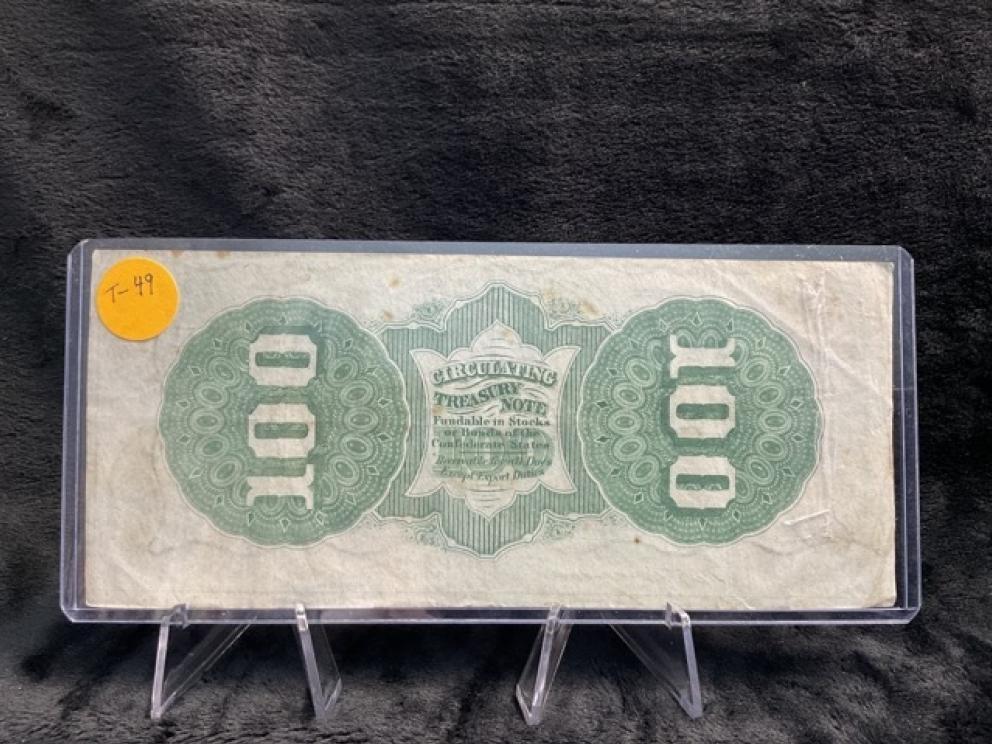 T-49
100
CIRCULATING
TREASURY
NOTE
Fundable in Stocks
or Bonds of the
Confederate States
Receivable for all Dues
Except Export Duties
100